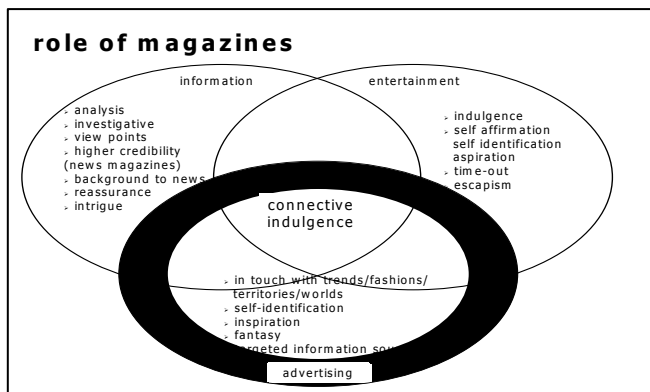 role of magazines
information
entertainment
➢ analysis
➢ investigative
➢ view points
➢ higher credibility
(news magazines)
➢ background to news
➢ reassurance
➢ intrigue
➢ indulgence
➢ self affirmation
self identification
aspiration
➢ time-out
➢ escapism
connective
indulgence
➢ in touch with trends/fashions/
territories/worlds
➢ self-identification
➢ inspiration
➢ fantasy
information
advertising